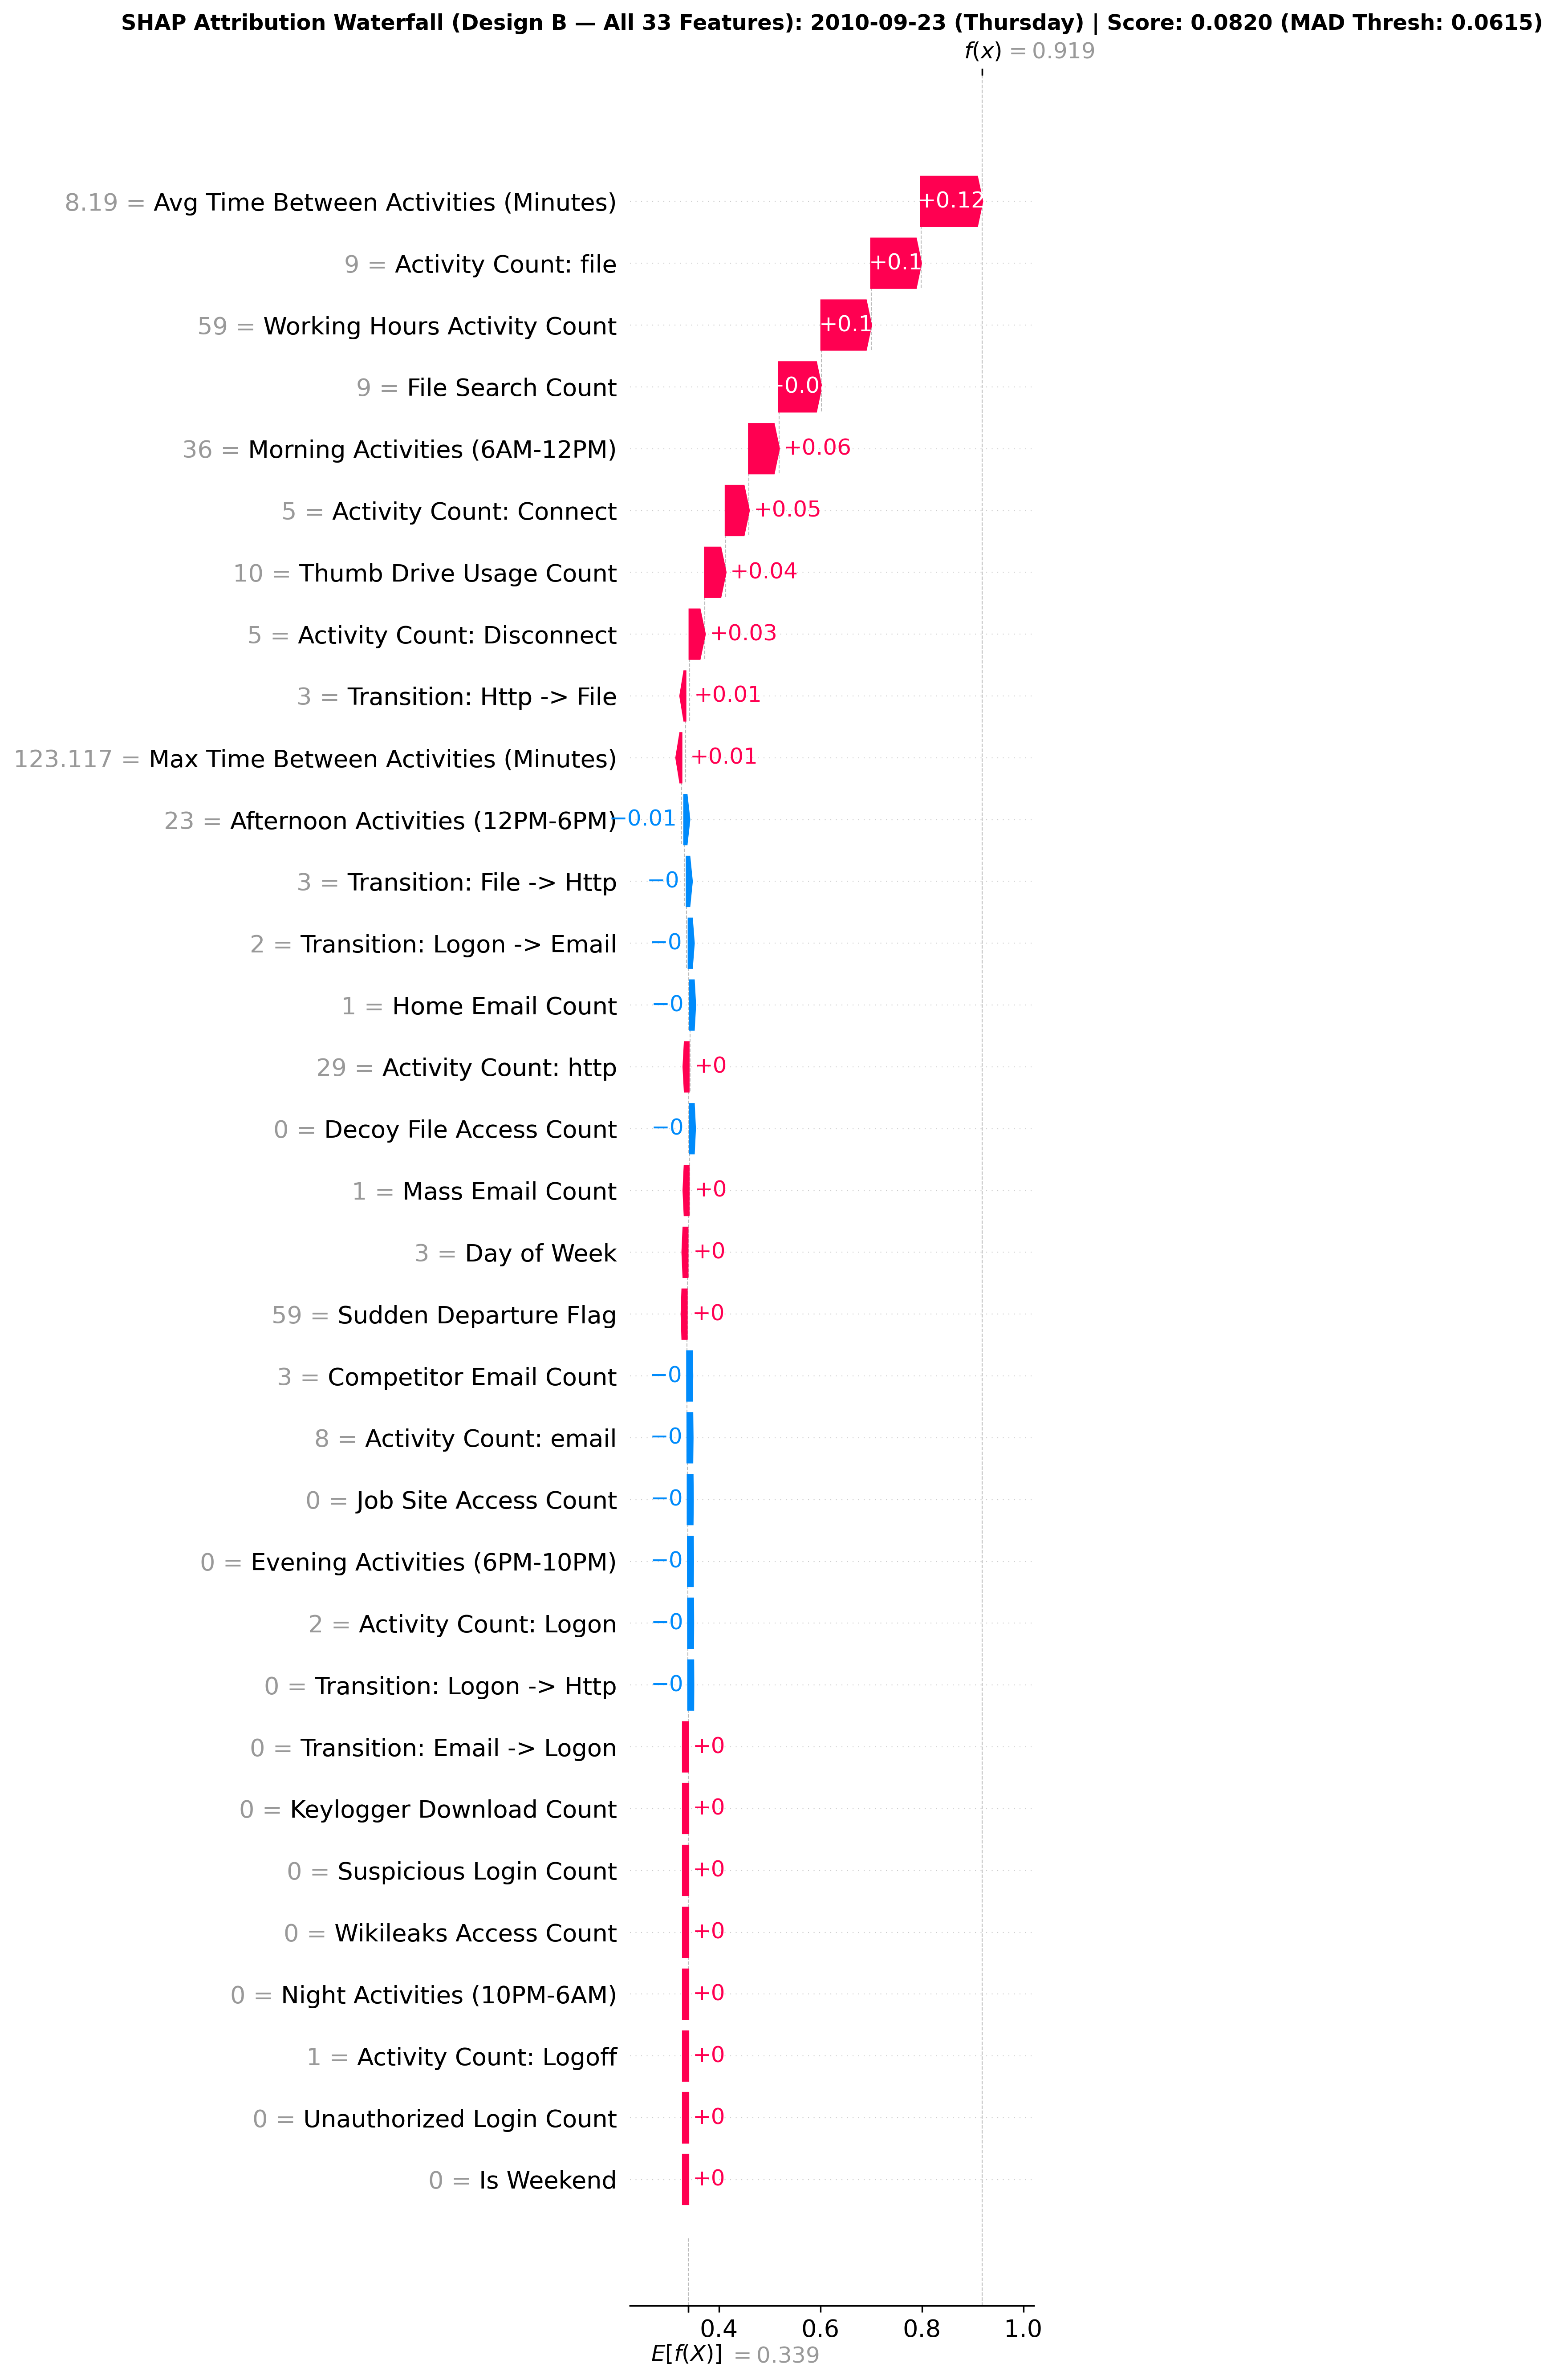 SHAP Attribution Waterfall (Design B — All 33 Features): 2010-09-23 (Thursday) | Score: 0.0820 (MAD Thresh: 0.0615)
f(x) = 0.919
8.19 = Avg Time Between Activities (Minutes) +0.12
9 = Activity Count: file +0.1
59 = Working Hours Activity Count +0.1
9 = File Search Count
36 = Morning Activities (6AM-12PM) +0.06
5 = Activity Count: Connect +0.05
10 = Thumb Drive Usage Count +0.04
5 = Activity Count: Disconnect +0.03
3 = Transition: Http -> File +0.01
123.117 = Max Time Between Activities (Minutes) +0.01
23 = Afternoon Activities (12PM-6PM) −0.01
3 = Transition: File -> Http −0
2 = Transition: Logon -> Email −0
1 = Home Email Count −0
29 = Activity Count: http +0
0 = Decoy File Access Count −0
1 = Mass Email Count +0
3 = Day of Week +0
59 = Sudden Departure Flag +0
3 = Competitor Email Count −0
8 = Activity Count: email −0
0 = Job Site Access Count −0
0 = Evening Activities (6PM-10PM) −0
2 = Activity Count: Logon −0
0 = Transition: Logon -> Http −0
0 = Transition: Email -> Logon +0
0 = Keylogger Download Count +0
0 = Suspicious Login Count +0
0 = Wikileaks Access Count +0
0 = Night Activities (10PM-6AM) +0
1 = Activity Count: Logoff +0
0 = Unauthorized Login Count +0
0 = Is Weekend +0
0.4 0.6 0.8 1.0
E[f(X)] = 0.339